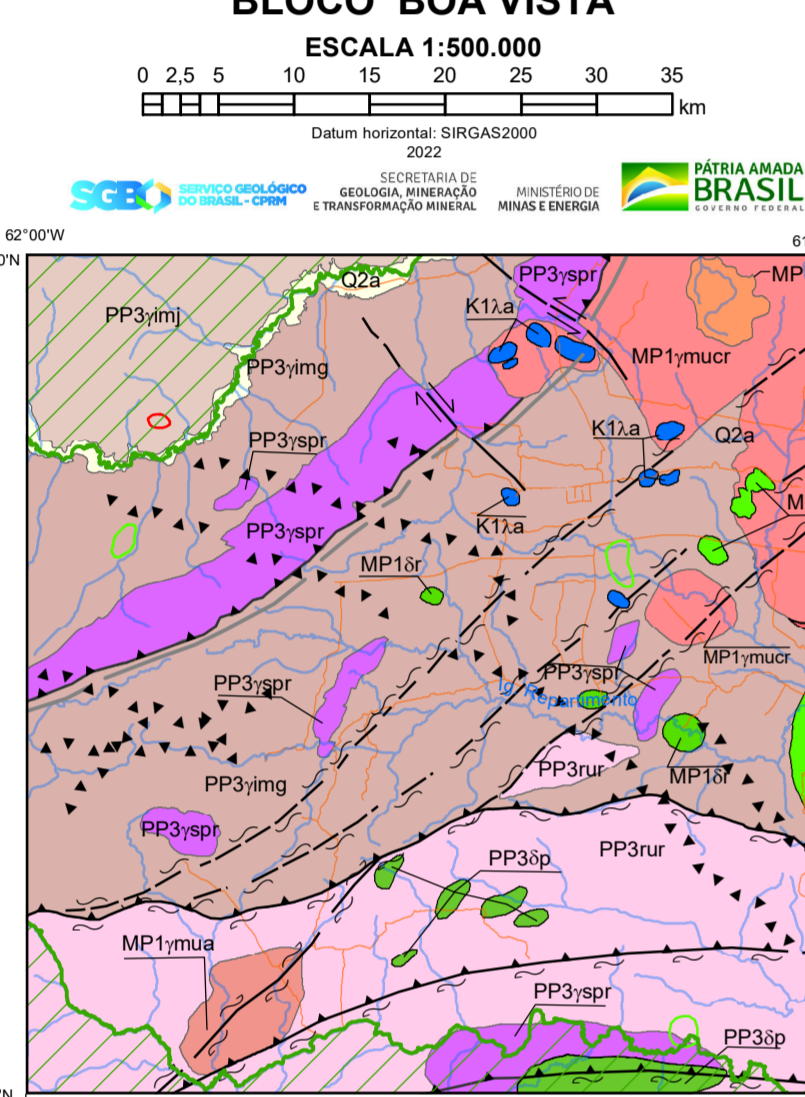 BLOCO BOA VISTA
ESCALA 1:500.000
0 2,5 5 10 15 20 25 30 35
km
Datum horizontal: SIRGAS2000
2022
SGB SERVIÇO GEOLÓGICO
DO BRASIL - CPRM
SECRETARIA DE
GEOLOGIA, MINERAÇÃO
E TRANSFORMAÇÃO MINERAL
MINISTÉRIO DE
MINAS E ENERGIA
PÁTRIA AMADA
BRASIL
GOVERNO FEDERAL
62°00'W
61
0'N
Q2a
PP3γspr
MP
PP3γimj
K1λa
MP1γmucr
PP3γimg
K1λa
Q2a
PP3γspr
M
K1λa
PP3γspr
MP1δr
MP1γmucr
PP3γspr
PP3γspr
Ig. Repartimento
PP3rur
MP1δr
PP3γimg
PP3γspr
PP3rur
PP3δp
MP1γmua
PP3γspr
PP3δp
'N